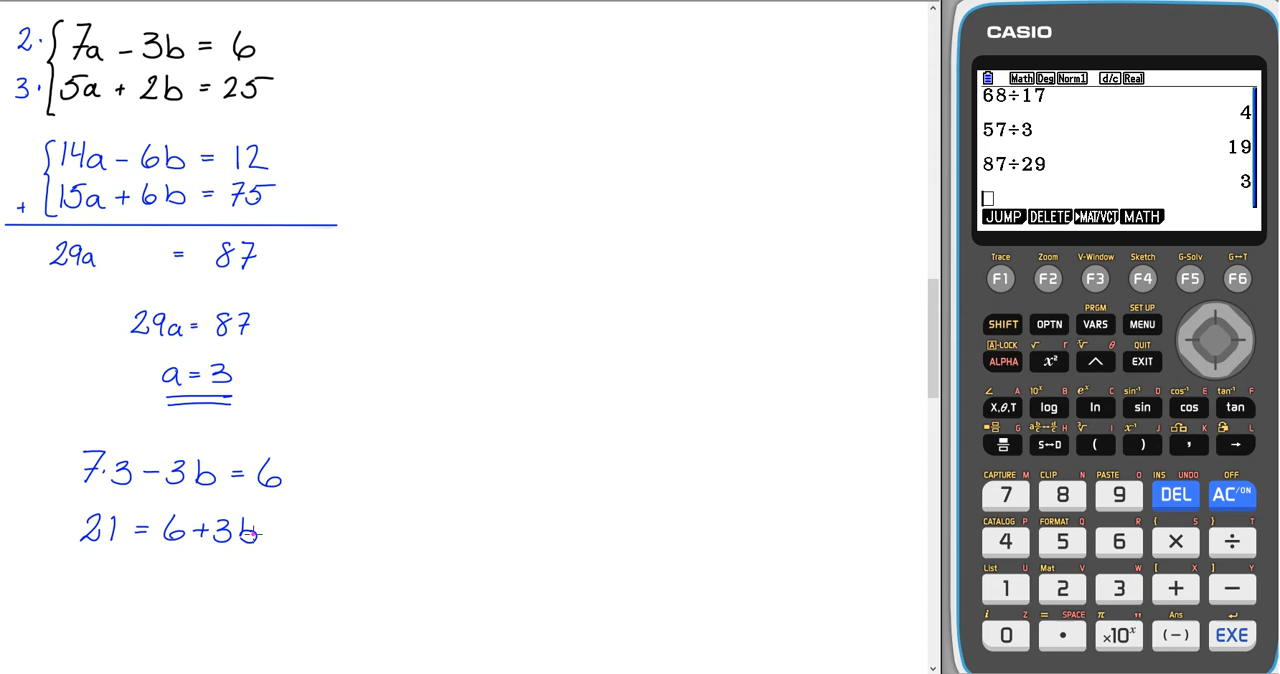 2· { 7a - 3b = 6
3· { 5a + 2b = 25
{ 14a - 6b = 12
+ { 15a + 6b = 75
29a = 87
29a = 87
a = 3
7·3 - 3b = 6
21 = 6 + 3b
CASIO
Math Deg Norm1 d/c Real
68÷17
4
57÷3
19
87÷29
3
JUMP DELETE ▶MAT/VCT MATH
Trace Zoom V-Window Sketch G-Solv G↔T
F1 F2 F3 F4 F5 F6
PRGM SET UP
SHIFT OPTN VARS MENU
A-LOCK √ r ˣ√ θ QUIT
ALPHA x² ^ EXIT
∠ A 10ˣ B eˣ C sin⁻¹ D cos⁻¹ E tan⁻¹ F
X,θ,T log ln sin cos tan
G H ³√ I x⁻¹ J K L
S↔D ( ) , →
CAPTURE M CLIP N PASTE O INS UNDO OFF
7 8 9 DEL AC/ON
CATALOG P FORMAT Q R { S } T
4 5 6 × ÷
List U Mat V W [ X ] Y
1 2 3 + −
i Z = SPACE π " Ans
0 · ×10ˣ (−) EXE